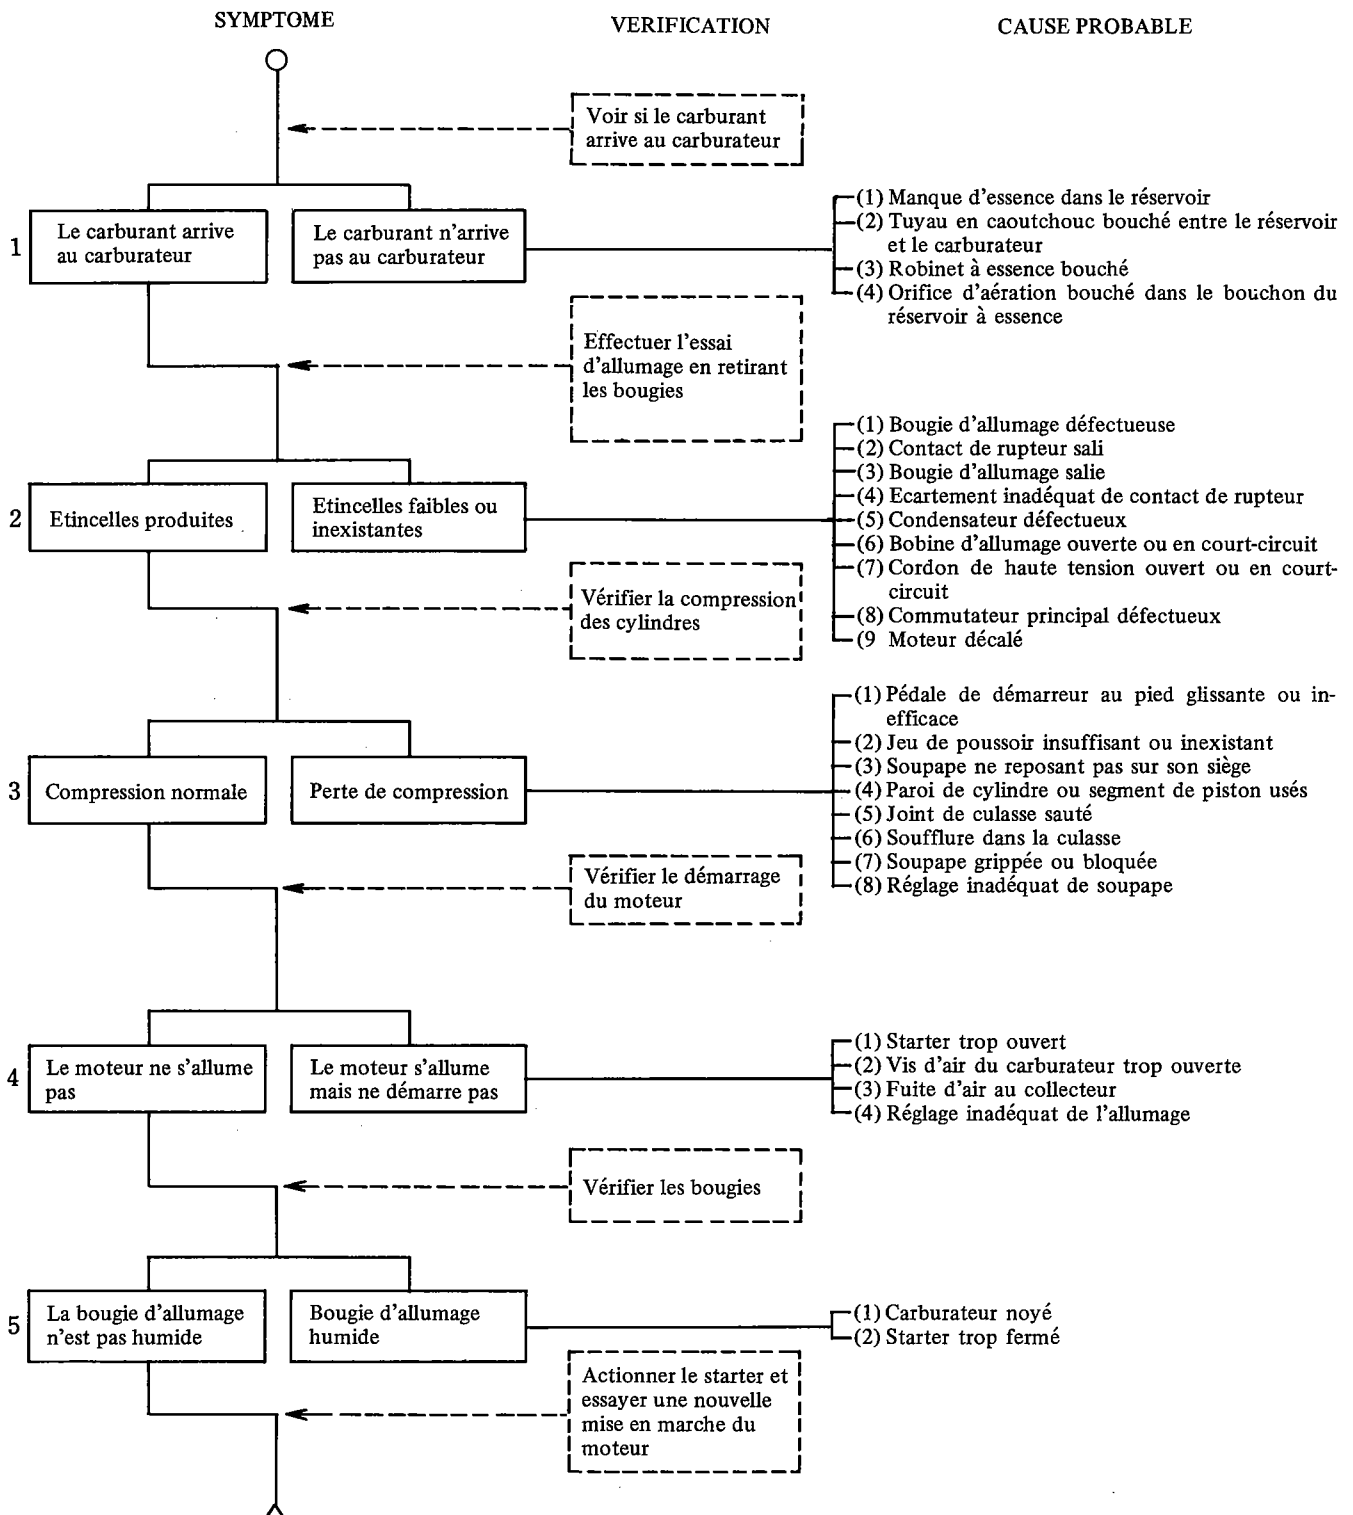 SYMPTOME
VERIFICATION
CAUSE PROBABLE
Voir si le carburant
arrive au carburateur
1
Le carburant arrive
au carburateur
Le carburant n'arrive
pas au carburateur
(1) Manque d'essence dans le réservoir
(2) Tuyau en caoutchouc bouché entre le réservoir
et le carburateur
(3) Robinet à essence bouché
(4) Orifice d'aération bouché dans le bouchon du
réservoir à essence
Effectuer l'essai
d'allumage en retirant
les bougies
2
Etincelles produites
Etincelles faibles ou
inexistantes
(1) Bougie d'allumage défectueuse
(2) Contact de rupteur sali
(3) Bougie d'allumage salie
(4) Ecartement inadéquat de contact de rupteur
(5) Condensateur défectueux
(6) Bobine d'allumage ouverte ou en court-circuit
(7) Cordon de haute tension ouvert ou en court-
circuit
(8) Commutateur principal défectueux
(9 Moteur décalé
Vérifier la compression
des cylindres
3
Compression normale
Perte de compression
(1) Pédale de démarreur au pied glissante ou in-
efficace
(2) Jeu de poussoir insuffisant ou inexistant
(3) Soupape ne reposant pas sur son siège
(4) Paroi de cylindre ou segment de piston usés
(5) Joint de culasse sauté
(6) Soufflure dans la culasse
(7) Soupape grippée ou bloquée
(8) Réglage inadéquat de soupape
Vérifier le démarrage
du moteur
4
Le moteur ne s'allume
pas
Le moteur s'allume
mais ne démarre pas
(1) Starter trop ouvert
(2) Vis d'air du carburateur trop ouverte
(3) Fuite d'air au collecteur
(4) Réglage inadéquat de l'allumage
Vérifier les bougies
5
La bougie d'allumage
n'est pas humide
Bougie d'allumage
humide
(1) Carburateur noyé
(2) Starter trop fermé
Actionner le starter et
essayer une nouvelle
mise en marche du
moteur